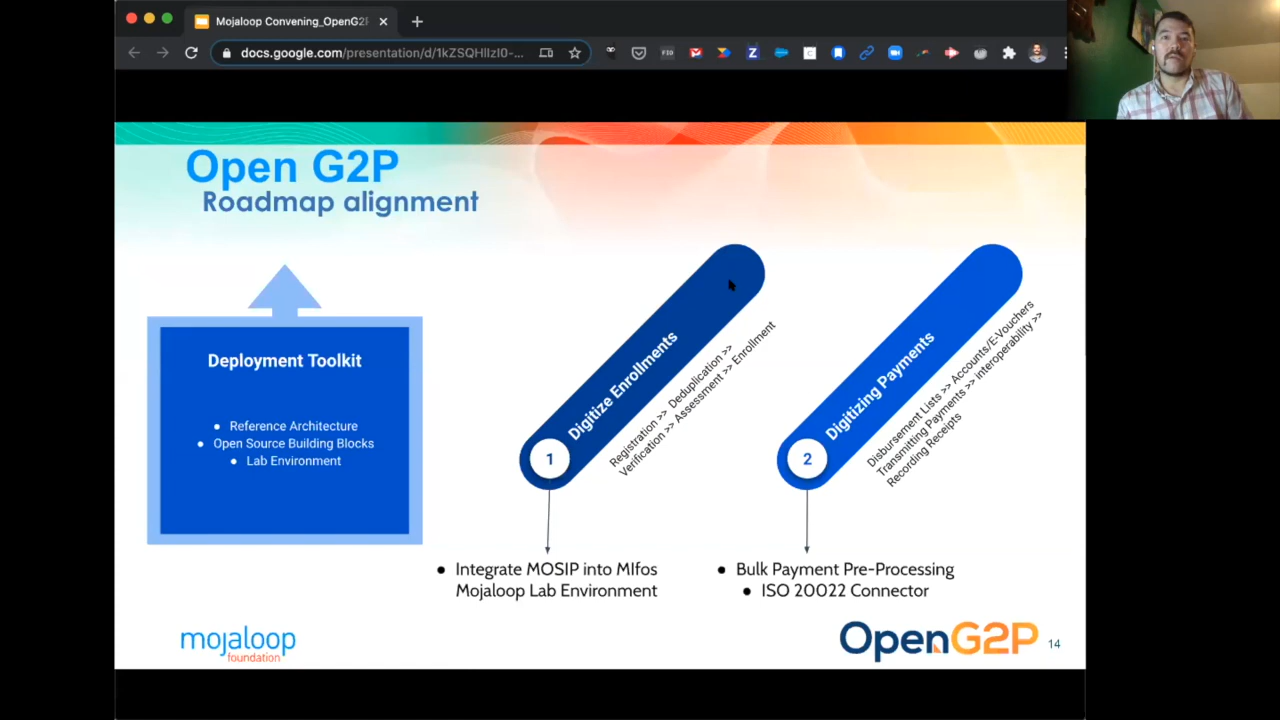 Mojaloop Convening_OpenG2P
docs.google.com/presentation/d/1kZSQHIlzI0-...
FIO
Z
C
Open G2P
Roadmap alignment
Deployment Toolkit
● Reference Architecture
● Open Source Building Blocks
● Lab Environment
1
Digitize Enrollments
Registration >> Deduplication >>
Verification >> Assessment >> Enrollment
● Integrate MOSIP into MIfos
Mojaloop Lab Environment
2
Digitizing Payments
Disbursement Lists >> Accounts/E-Vouchers
Transmitting Payments >> interoperability >>
Recording Receipts
● Bulk Payment Pre-Processing
● ISO 20022 Connector
mojaloop
foundation
OpenG2P
14